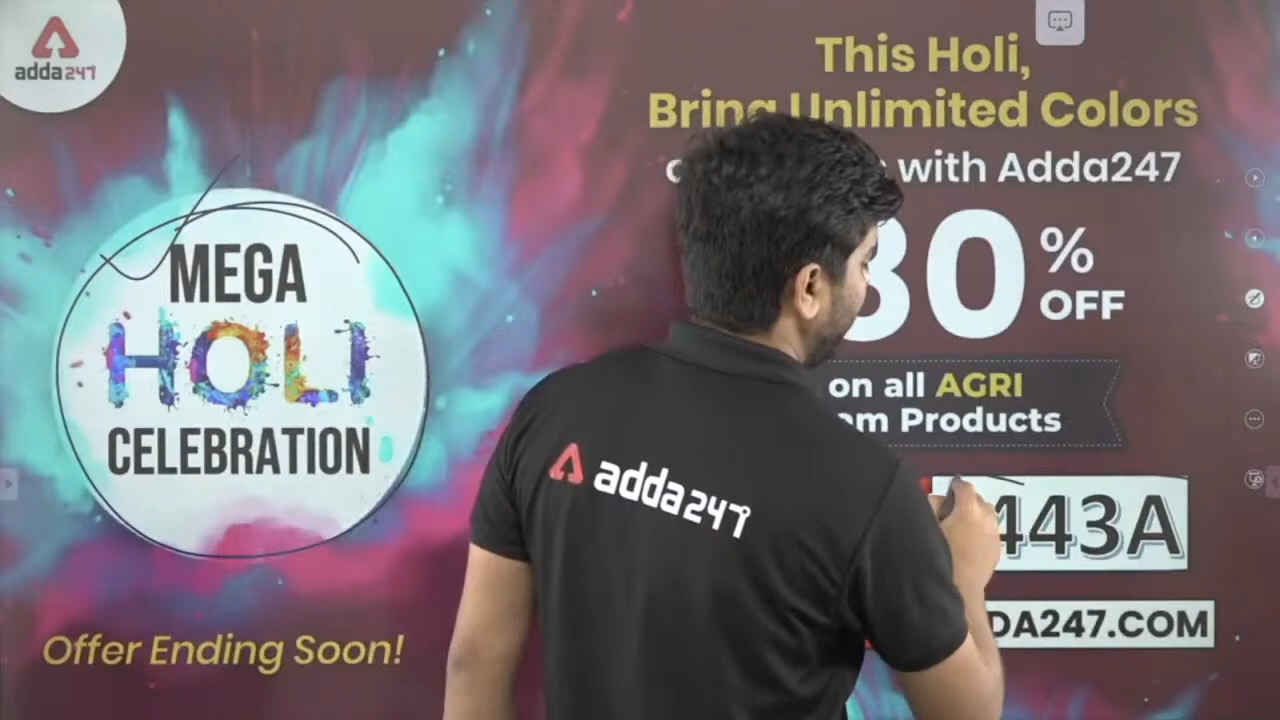 adda247
MEGA
HOLI
CELEBRATION
Offer Ending Soon!
This Holi,
Bring Unlimited Colors
with Adda247
80
%
OFF
on all AGRI
Products
443A
DA247.COM
adda247